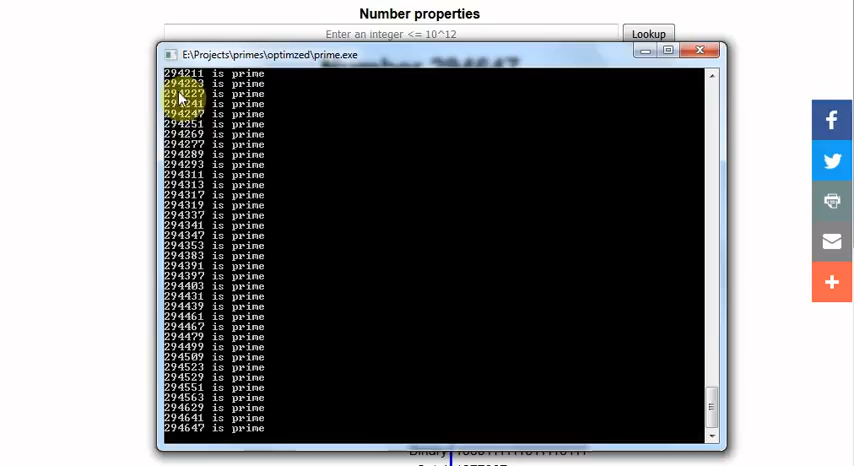 Number properties
Enter an integer <= 10^12
Lookup
E:\Projects\primes\optimzed\prime.exe
Number 294647
294211 is prime
294223 is prime
294227 is prime
294241 is prime
294247 is prime
294251 is prime
294269 is prime
294277 is prime
294289 is prime
294293 is prime
294311 is prime
294313 is prime
294317 is prime
294319 is prime
294337 is prime
294341 is prime
294347 is prime
294353 is prime
294383 is prime
294391 is prime
294397 is prime
294403 is prime
294431 is prime
294439 is prime
294461 is prime
294467 is prime
294479 is prime
294499 is prime
294509 is prime
294523 is prime
294529 is prime
294551 is prime
294563 is prime
294629 is prime
294641 is prime
294647 is prime